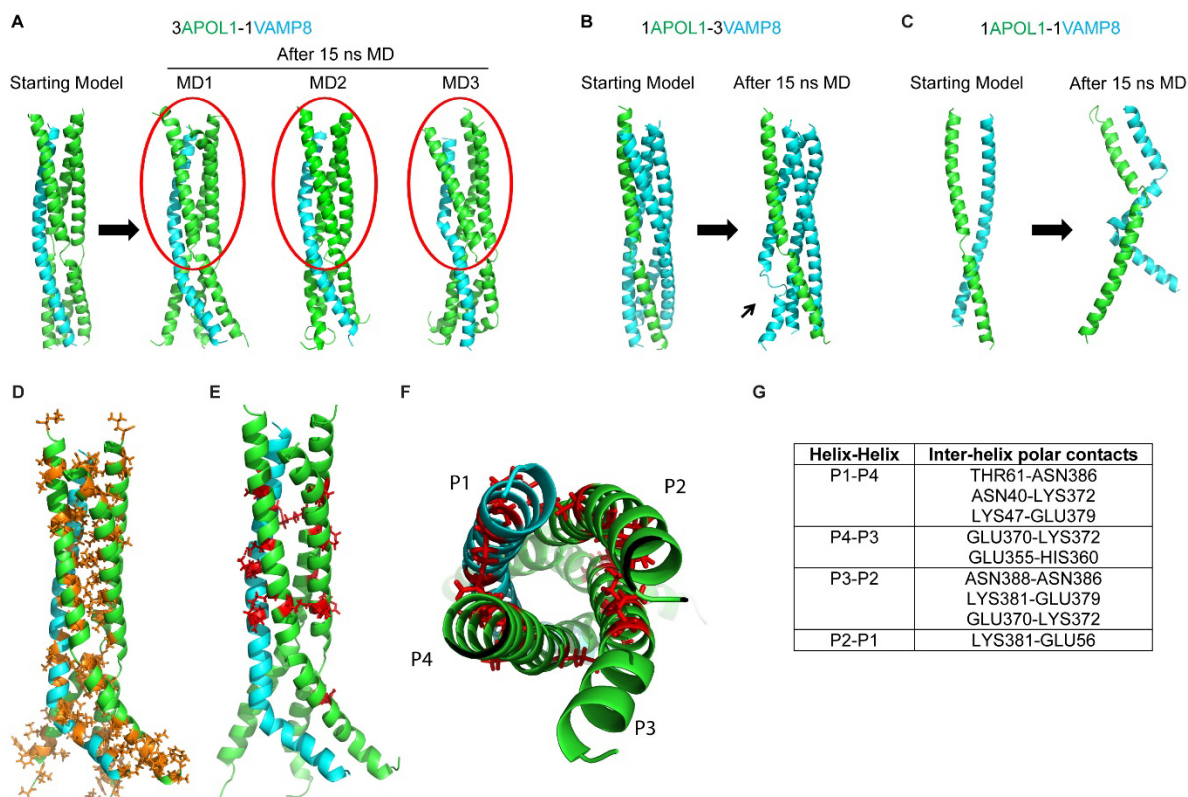 A
3APOL1-1VAMP8
After 15 ns MD
Starting Model
MD1
MD2
MD3
B
1APOL1-3VAMP8
Starting Model
After 15 ns MD
C
1APOL1-1VAMP8
Starting Model
After 15 ns MD
D
E
F
P1
P2
P4
P3
G
Helix-Helix Inter-helix polar contacts
P1-P4 THR61-ASN386
ASN40-LYS372
LYS47-GLU379
P4-P3 GLU370-LYS372
GLU355-HIS360
P3-P2 ASN388-ASN386
LYS381-GLU379
GLU370-LYS372
P2-P1 LYS381-GLU56